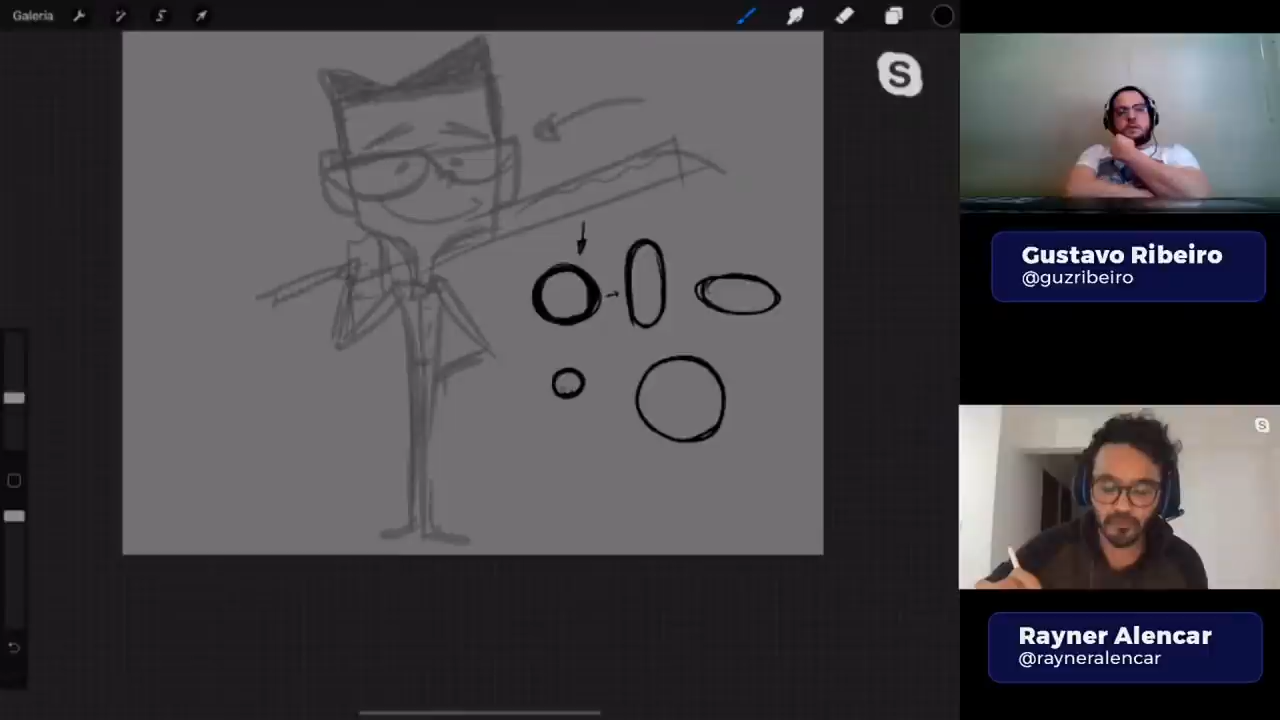 Galeria
S
S
Gustavo Ribeiro
@guzribeiro
S
Rayner Alencar
@rayneralencar